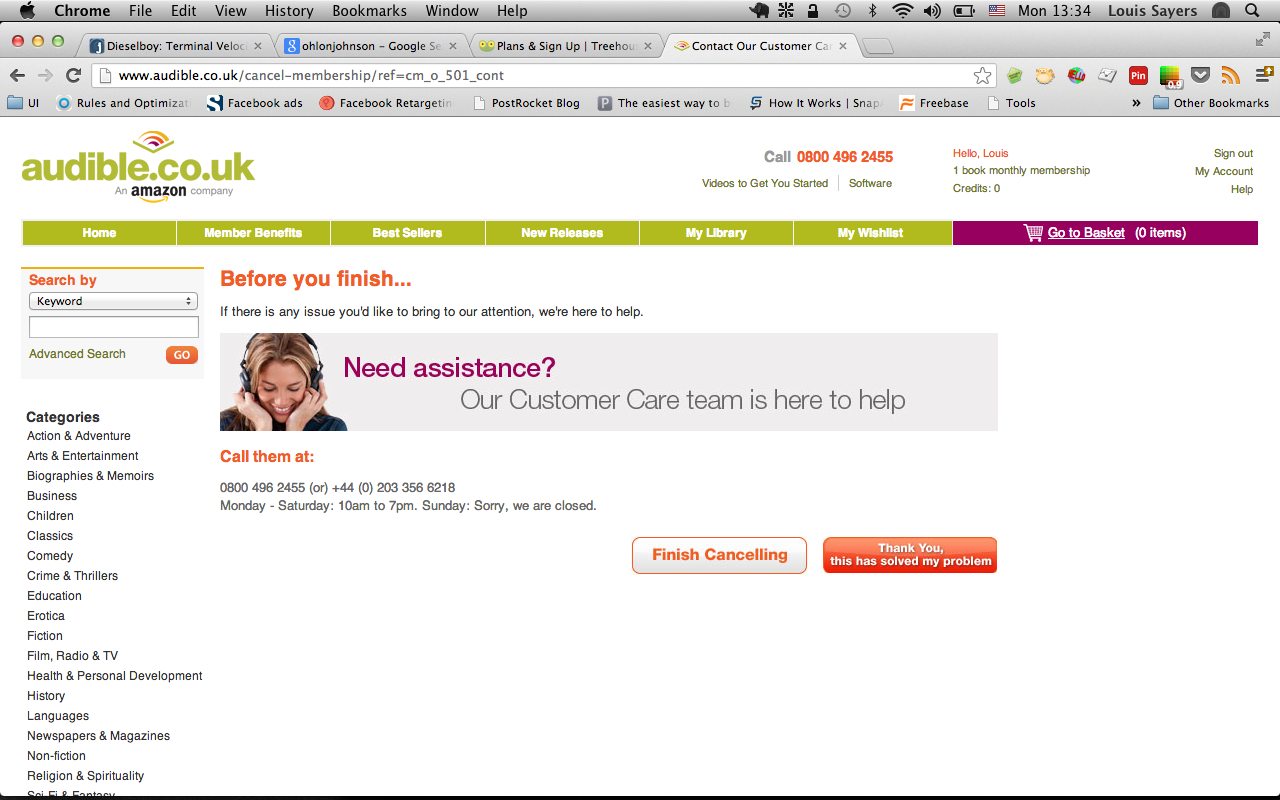 Chrome File Edit View History Bookmarks Window Help Mon 13:34 Louis Sayers
Dieselboy: Terminal Veloci
ohlonjohnson - Google Se
Plans & Sign Up | Treehou
Contact Our Customer Car
www.audible.co.uk/cancel-membership/ref=cm_o_501_cont
Pin
0.9
UI Rules and Optimizat Facebook ads Facebook Retargetin PostRocket Blog The easiest way to b How It Works | Snap Freebase Tools » Other Bookmarks
audible.co.uk
An amazon company
Call 0800 496 2455
Videos to Get You Started Software
Hello, Louis
1 book monthly membership
Credits: 0
Sign out
My Account
Help
Home Member Benefits Best Sellers New Releases My Library My Wishlist Go to Basket (0 items)
Search by
Keyword
Advanced Search GO
Categories
Action & Adventure
Arts & Entertainment
Biographies & Memoirs
Business
Children
Classics
Comedy
Crime & Thrillers
Education
Erotica
Fiction
Film, Radio & TV
Health & Personal Development
History
Languages
Newspapers & Magazines
Non-fiction
Religion & Spirituality
Sci-Fi & Fantasy
Before you finish...
If there is any issue you'd like to bring to our attention, we're here to help.
Need assistance?
Our Customer Care team is here to help
Call them at:
0800 496 2455 (or) +44 (0) 203 356 6218
Monday - Saturday: 10am to 7pm. Sunday: Sorry, we are closed.
Finish Cancelling
Thank You,
this has solved my problem